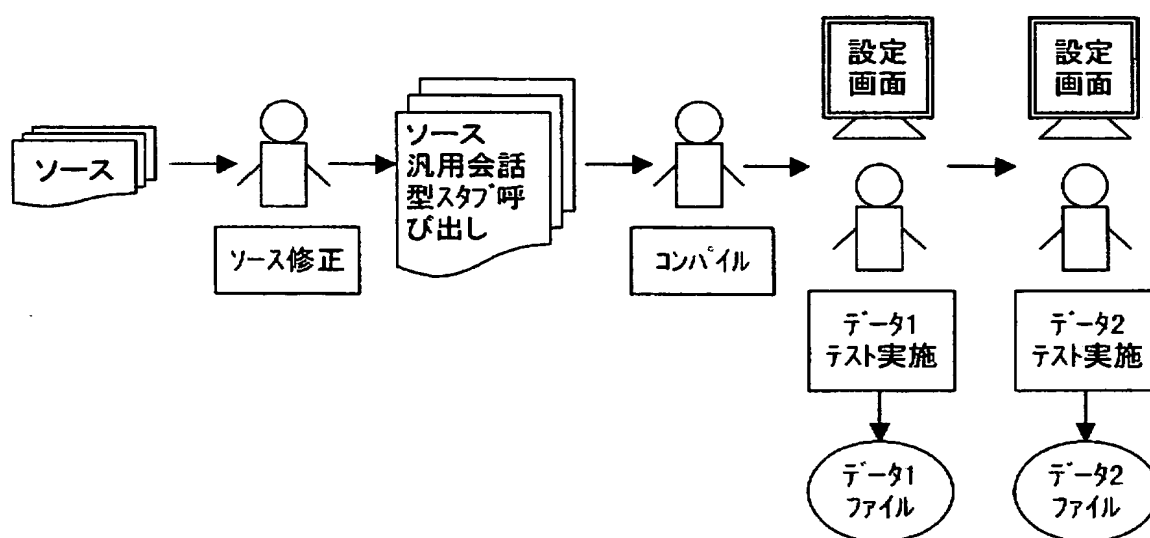 ソース
ソース修正
ソース
汎用会話
型スタブ呼
び出し
コンパイル
設定
画面
データ1
テスト実施
データ1
ファイル
設定
画面
データ2
テスト実施
データ2
ファイル